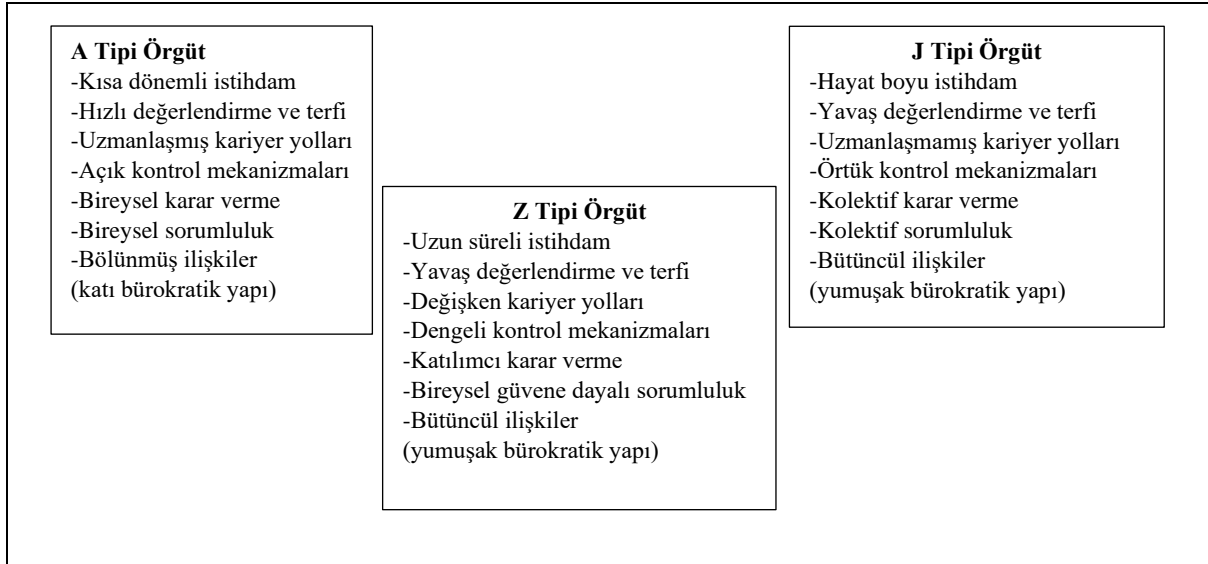 A Tipi Örgüt
-Kısa dönemli istihdam
-Hızlı değerlendirme ve terfi
-Uzmanlaşmış kariyer yolları
-Açık kontrol mekanizmaları
-Bireysel karar verme
-Bireysel sorumluluk
-Bölünmüş ilişkiler
(katı bürokratik yapı)
Z Tipi Örgüt
-Uzun süreli istihdam
-Yavaş değerlendirme ve terfi
-Değişken kariyer yolları
-Dengeli kontrol mekanizmaları
-Katılımcı karar verme
-Bireysel güvene dayalı sorumluluk
-Bütüncül ilişkiler
(yumuşak bürokratik yapı)
J Tipi Örgüt
-Hayat boyu istihdam
-Yavaş değerlendirme ve terfi
-Uzmanlaşmamış kariyer yolları
-Örtük kontrol mekanizmaları
-Kolektif karar verme
-Kolektif sorumluluk
-Bütüncül ilişkiler
(yumuşak bürokratik yapı)